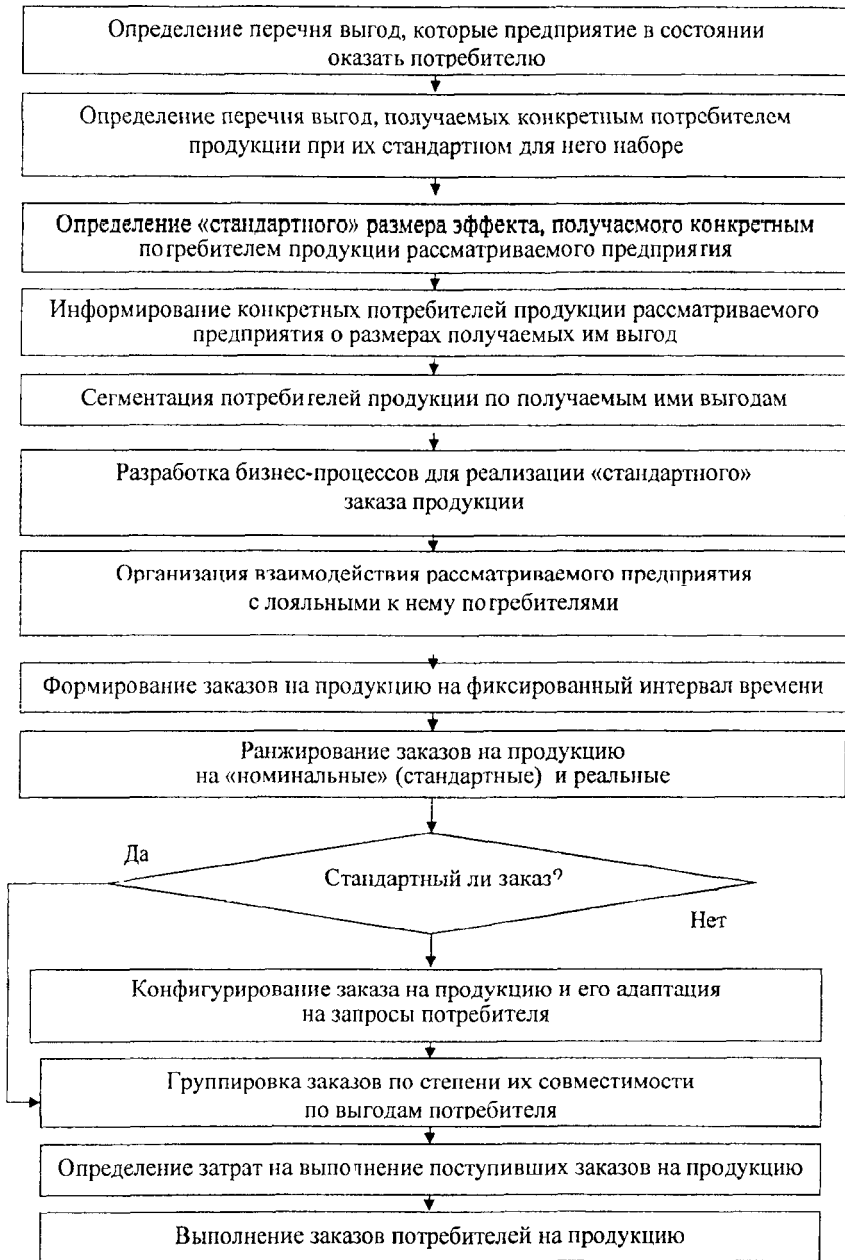 Определение перечня выгод, которые предприятие в состоянии
оказать потребителю
Определение перечня выгод, получаемых конкретным потребителем
продукции при их стандартном для него наборе
Определение «стандартного» размера эффекта, получаемого конкретным
потребителем продукции рассматриваемого предприятия
Информирование конкретных потребителей продукции рассматриваемого
предприятия о размерах получаемых им выгод
Сегментация потребителей продукции по получаемым ими выгодам
Разработка бизнес-процессов для реализации «стандартного»
заказа продукции
Организация взаимодействия рассматриваемого предприятия
с лояльными к нему потребителями
Формирование заказов на продукцию на фиксированный интервал времени
Ранжирование заказов на продукцию
на «номинальные» (стандартные) и реальные
Да
Стандартный ли заказ?
Нет
Конфигурирование заказа на продукцию и его адаптация
на запросы потребителя
Группировка заказов по степени их совместимости
по выгодам потребителя
Определение затрат на выполнение поступивших заказов на продукцию
Выполнение заказов потребителей на продукцию